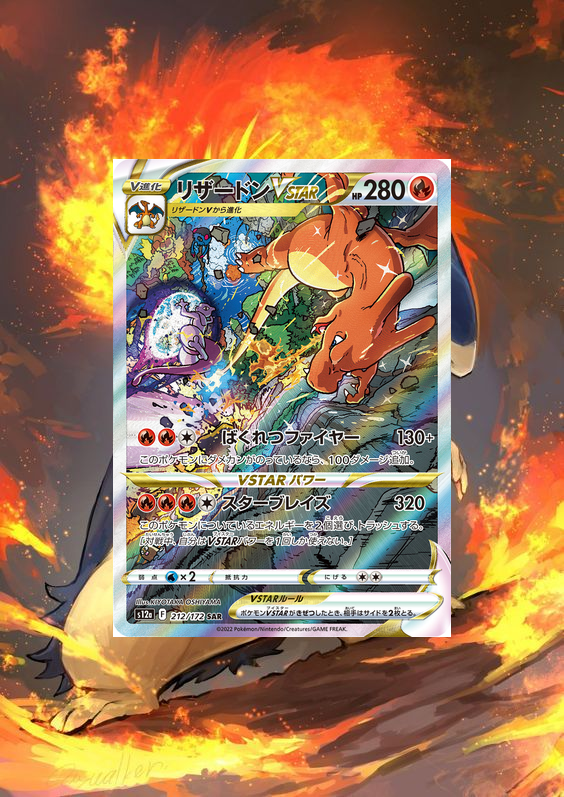 V進化
リザードンVSTAR
HP 280
リザードンVから進化
ばくれつファイヤー 130+
このポケモンにダメカンがのっているなら、100ダメージ追加。
VSTARパワー
スターブレイズ 320
このポケモンについているエネルギーを2個選び、トラッシュする。
[対戦中、自分はVSTARパワーを1回しか使えない。]
弱点 ×2 抵抗力 にげる
illus. KIYOTAKA OSHIYAMA
VSTARルール
ポケモンVSTARがきぜつしたとき、相手はサイドを2枚とる。
s12a F 212/172 SAR
©2022 Pokémon/Nintendo/Creatures/GAME FREAK.